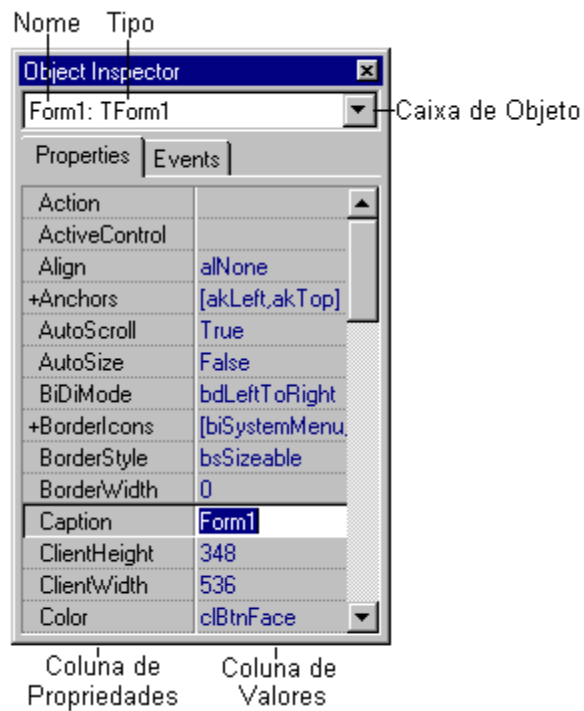 Nome Tipo
Object Inspector
Form1: TForm1
Caixa de Objeto
Properties Events
Action
ActiveControl
Align alNone
+Anchors [akLeft,akTop]
AutoScroll True
AutoSize False
BiDiMode bdLeftToRight
+BorderIcons [biSystemMenu,
BorderStyle bsSizeable
BorderWidth 0
Caption Form1
ClientHeight 348
ClientWidth 536
Color clBtnFace
Coluna de Coluna de
Propriedades Valores